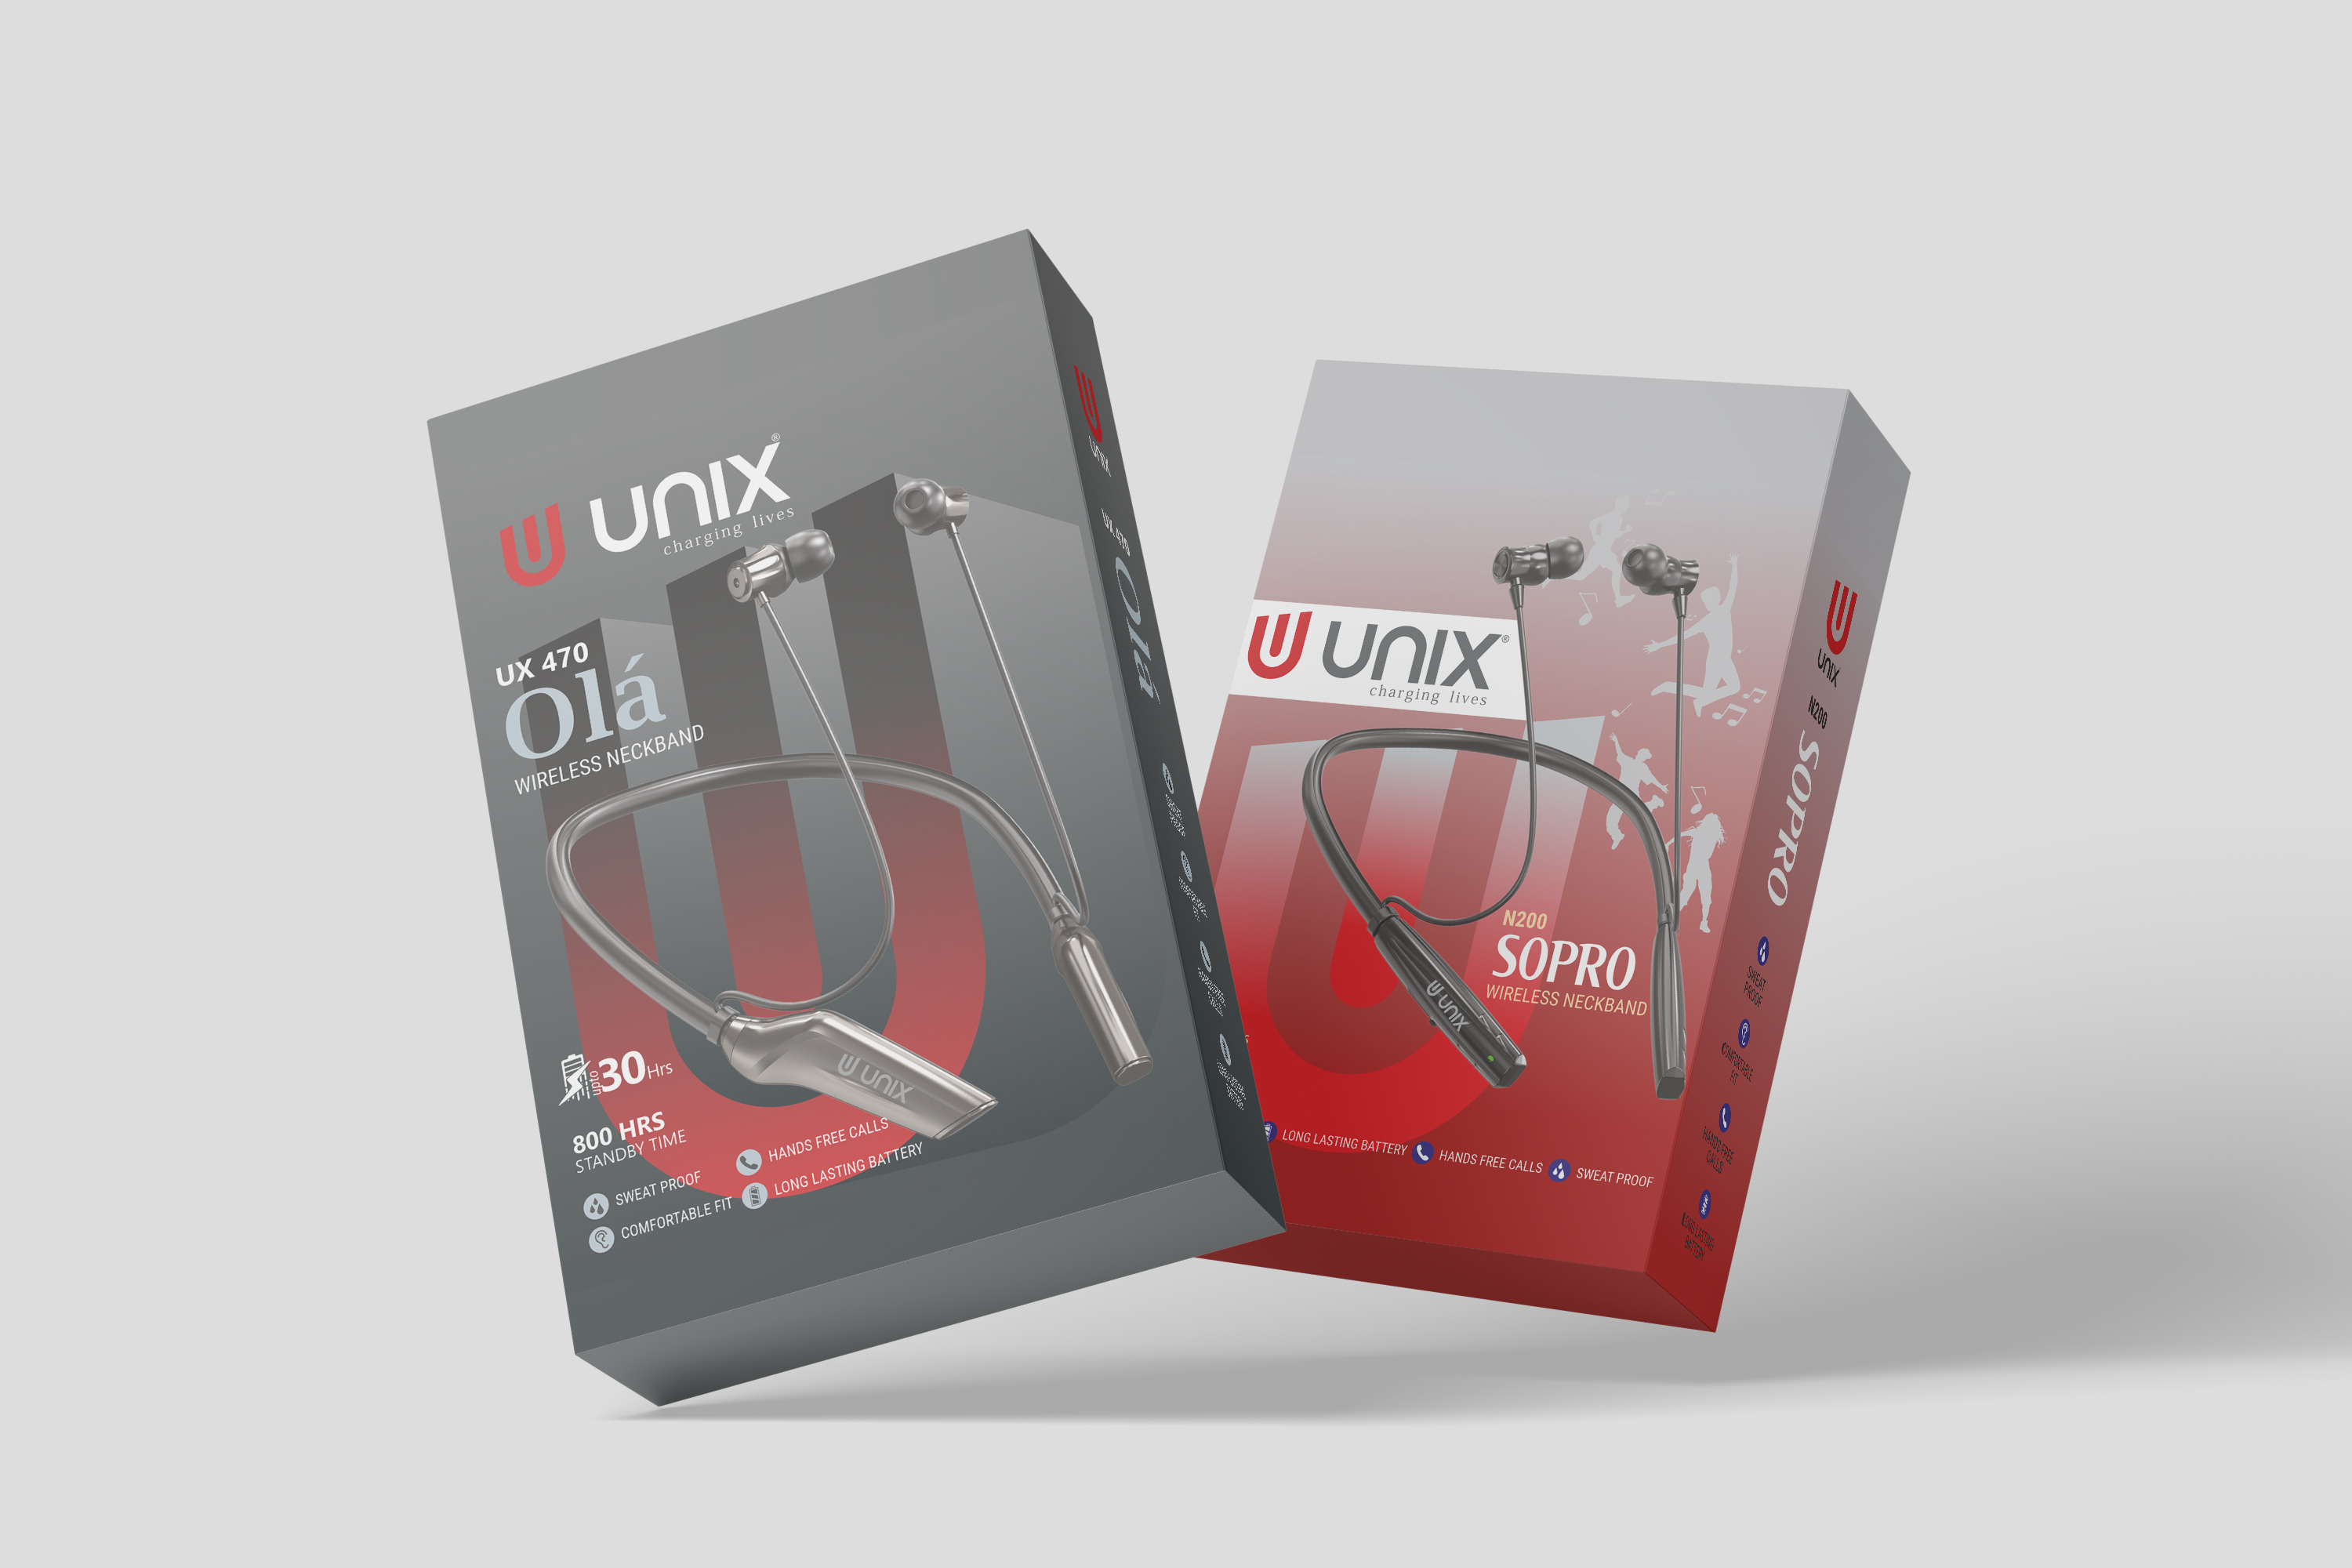 UNIX®
charging lives
UX 470
Olá
WIRELESS NECKBAND
upto 30 Hrs
800 HRS
STANDBY TIME
SWEAT PROOF
COMFORTABLE FIT
HANDS FREE CALLS
LONG LASTING BATTERY
UNIX
UNIX
UX 470
Olá
UNIX®
charging lives
N200
SOPRO
WIRELESS NECKBAND
UNIX
LONG LASTING BATTERY
HANDS FREE CALLS
SWEAT PROOF
UNIX
N200
SOPRO
SWEAT
PROOF
COMFORTABLE
FIT
HANDS FREE
CALLS
LONG LASTING
BATTERY